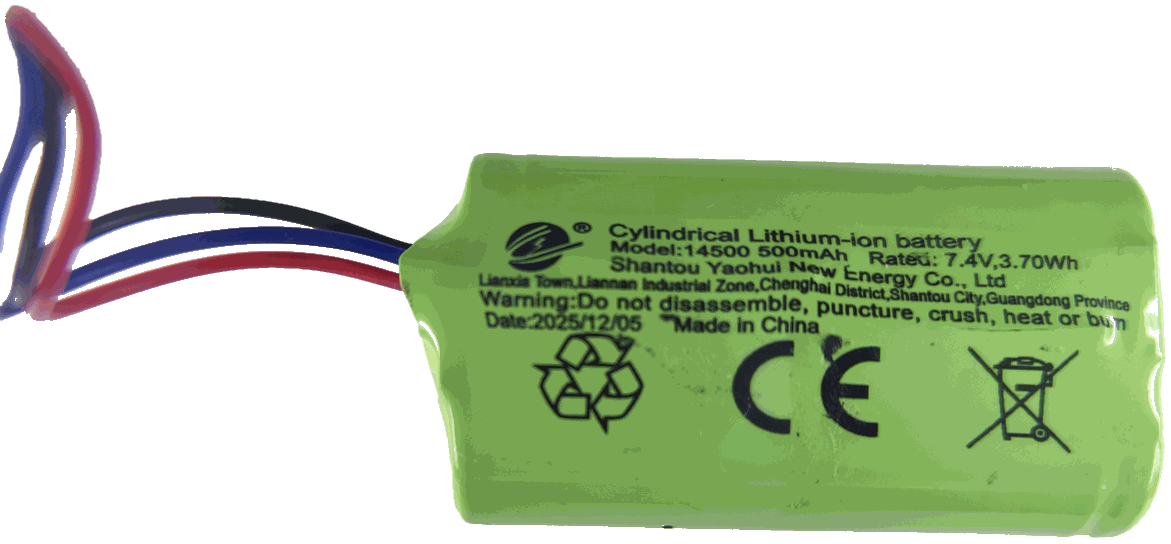 ®
Cylindrical Lithium-ion battery
Model:14500 500mAh Rated: 7.4V,3.70Wh
Shantou Yaohui New Energy Co., Ltd
Lianxia Town,Liannan Industrial Zone,Chenghai District,Shantou City,Guangdong Province
Warning:Do not disassemble, puncture, crush, heat or burn
Date:2025/12/05 Made in China
CE